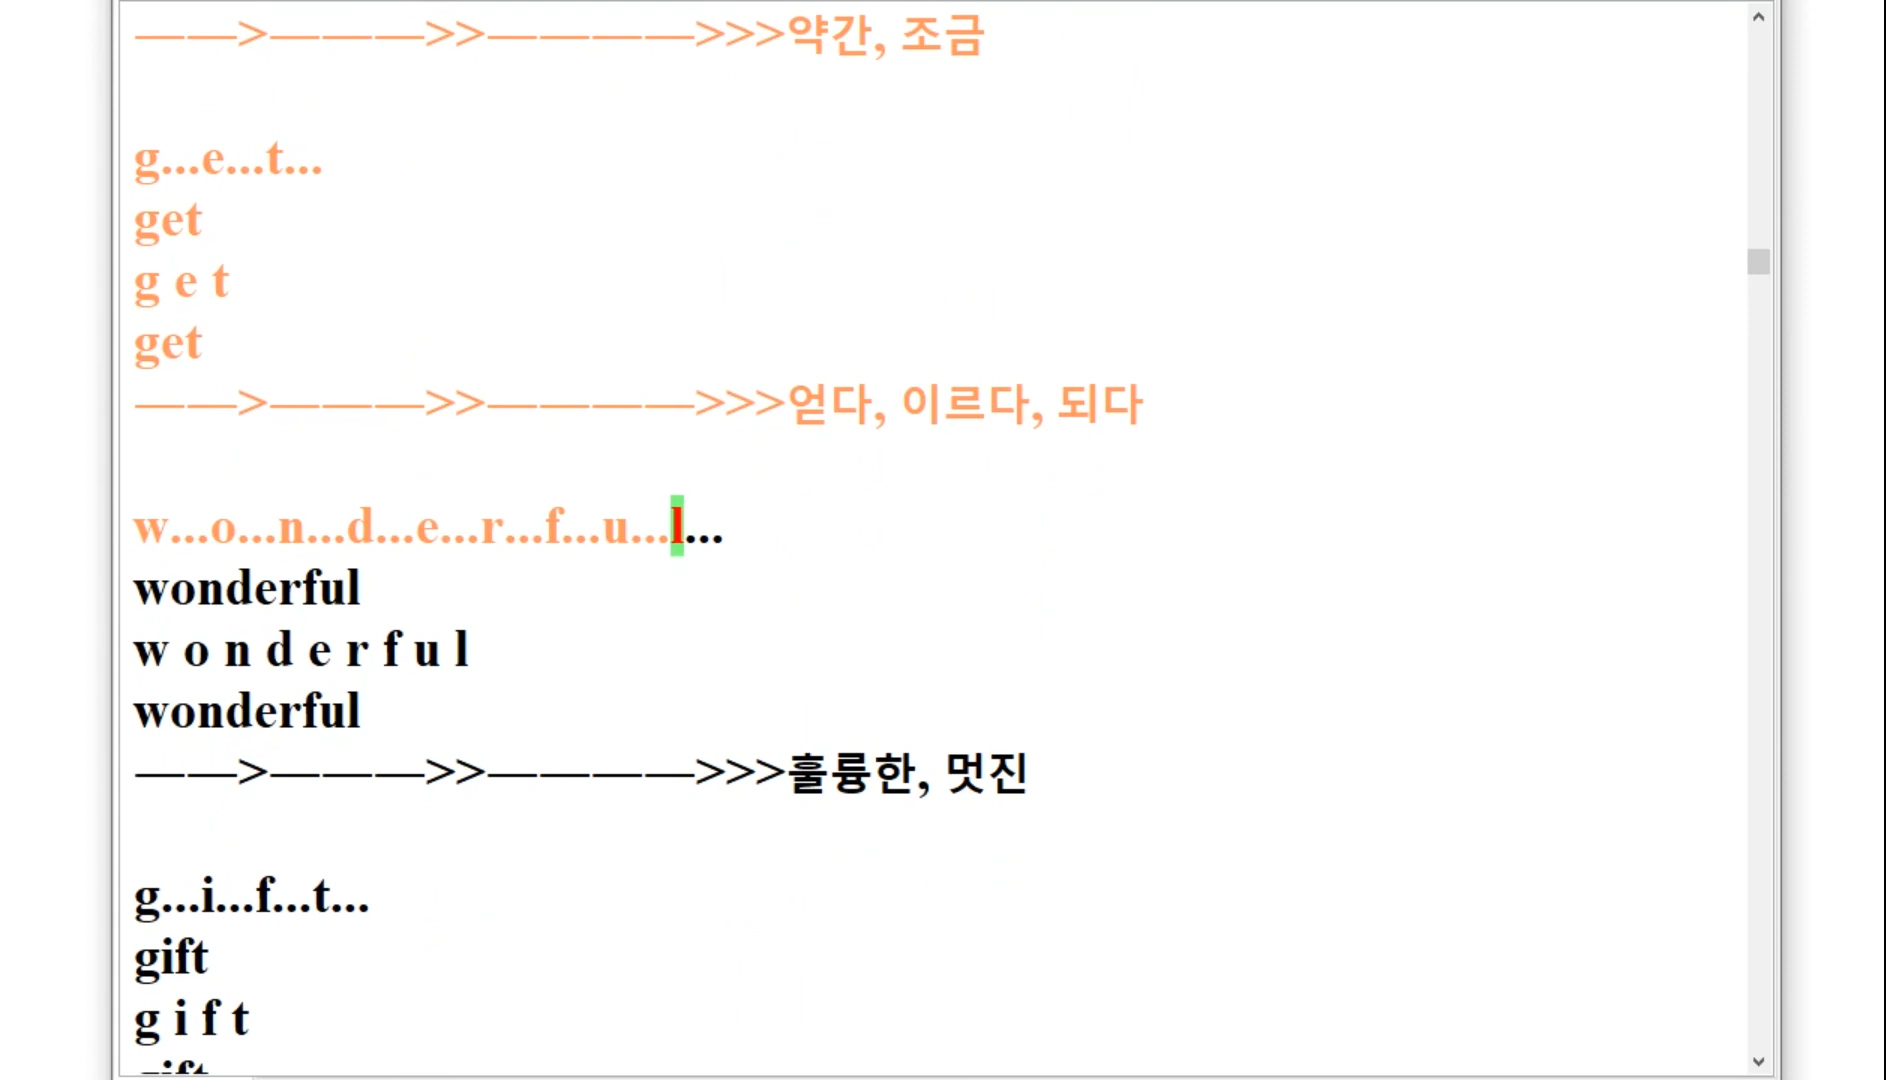 ——>———>>————>>>약간, 조금
g...e...t...
get
g e t
get
——>———>>————>>>얻다, 이르다, 되다
w...o...n...d...e...r...f...u...l...
wonderful
w o n d e r f u l
wonderful
——>———>>————>>>훌륭한, 멋진
g...i...f...t...
gift
g i f t
gift